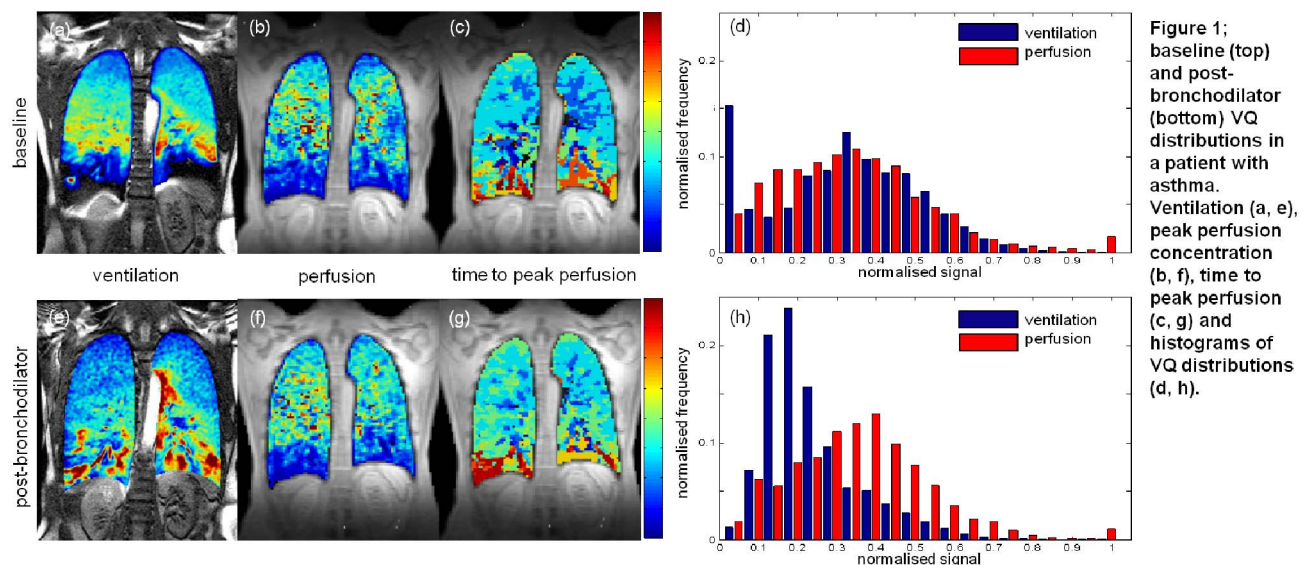 (a)
(b)
(c)
baseline
ventilation
perfusion
time to peak perfusion
(e)
(f)
(g)
post-bronchodilator
(d)
ventilation
perfusion
normalised frequency
0.2
0.1
0
0 0.1 0.2 0.3 0.4 0.5 0.6 0.7 0.8 0.9 1
normalised signal
(h)
ventilation
perfusion
normalised frequency
0.2
0.1
0
0 0.1 0.2 0.3 0.4 0.5 0.6 0.7 0.8 0.9 1
normalised signal
Figure 1;
baseline (top)
and post-
bronchodilator
(bottom) VQ
distributions in
a patient with
asthma.
Ventilation (a, e),
peak perfusion
concentration
(b, f), time to
peak perfusion
(c, g) and
histograms of
VQ distributions
(d, h).